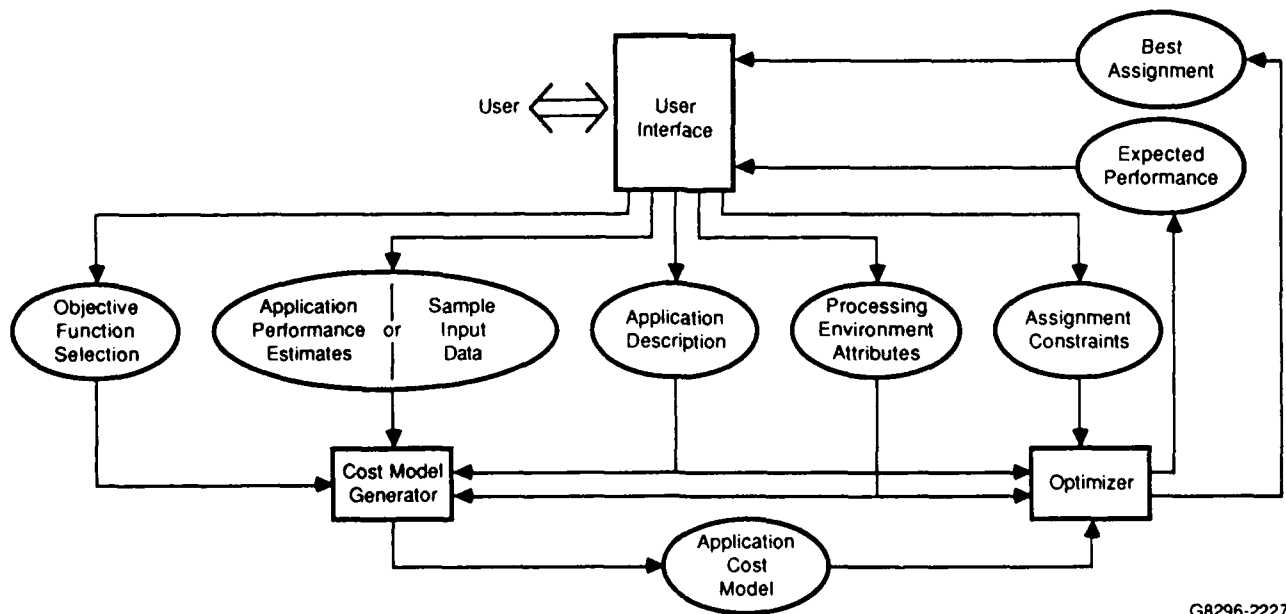 Best
Assignment
User
User
Interface
Expected
Performance
Objective
Function
Selection
Application
Performance
Estimates
or
Sample
Input
Data
Application
Description
Processing
Environment
Attributes
Assignment
Constraints
Cost Model
Generator
Optimizer
Application
Cost
Model
G8296-2227